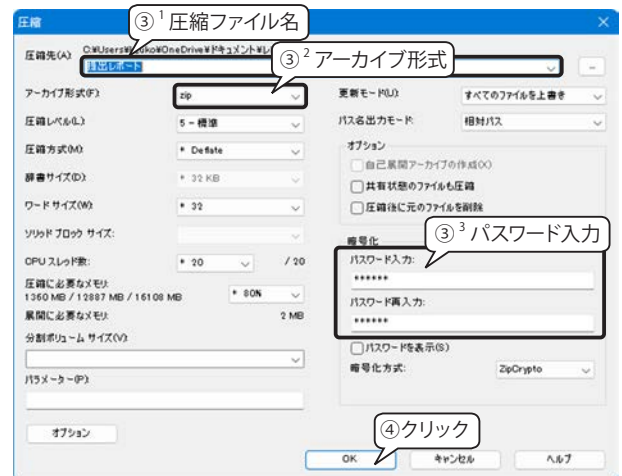 圧縮
③1 圧縮ファイル名
圧縮先(A): C:¥Users¥
ko¥OneDrive¥ドキュメント¥レ
提出レポート
...
③2 アーカイブ形式
アーカイブ形式(F): zip
更新モード(U): すべてのファイルを上書き
圧縮レベル(L): 5 - 標準
パス名出力モード: 相対パス
圧縮方式(M): * Deflate
オプション
自己展開アーカイブの作成(X)
辞書サイズ(D): * 32 KB
共有状態のファイルも圧縮
ワードサイズ(W): * 32
圧縮後に元のファイルを削除
ソリッド ブロック サイズ:
③3 パスワード入力
暗号化
CPU スレッド数: * 20 / 20
パスワード入力:
******
圧縮に必要なメモリ:
1360 MB / 12887 MB / 16108 MB * 80%
パスワード再入力:
******
展開に必要なメモリ: 2 MB
分割ボリューム サイズ(V):
パスワードを表示(S)
暗号化方式: ZipCrypto
パラメーター(P):
オプション
④クリック
OK キャンセル ヘルプ